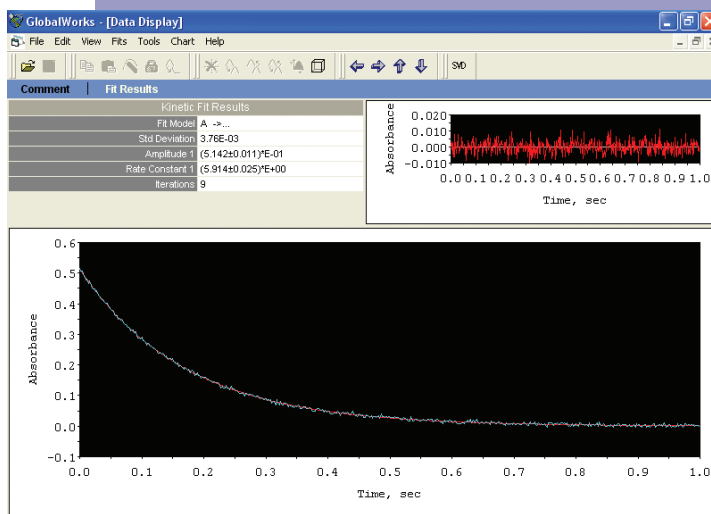 GlobalWorks - [Data Display]
File Edit View Fits Tools Chart Help
SVD
Comment | Fit Results
Kinetic Fit Results
Fit Model A ->...
Std Deviation 3.76E-03
Amplitude 1 (5.142±0.011)*E-01
Rate Constant 1 (5.914±0.025)*E+00
Iterations 9
Absorbance
0.020
0.010
0.000
-0.010
0.0 0.1 0.2 0.3 0.4 0.5 0.6 0.7 0.8 0.9 1.0
Time, sec
Absorbance
0.6
0.5
0.4
0.3
0.2
0.1
0.0
-0.1
0.0 0.1 0.2 0.3 0.4 0.5 0.6 0.7 0.8 0.9 1.0
Time, sec